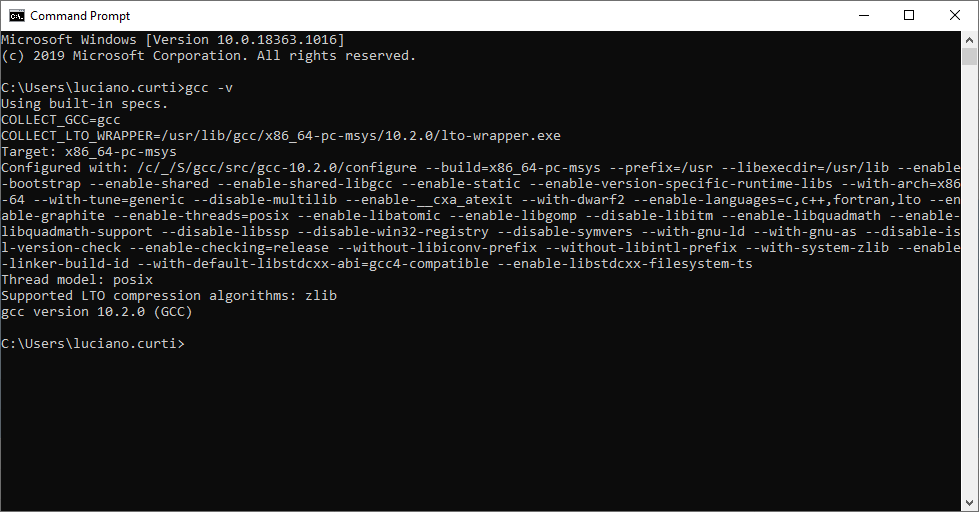 Command Prompt
Microsoft Windows [Version 10.0.18363.1016]
(c) 2019 Microsoft Corporation. All rights reserved.
C:\Users\luciano.curti>gcc -v
Using built-in specs.
COLLECT_GCC=gcc
COLLECT_LTO_WRAPPER=/usr/lib/gcc/x86_64-pc-msys/10.2.0/lto-wrapper.exe
Target: x86_64-pc-msys
Configured with: /c/_/S/gcc/src/gcc-10.2.0/configure --build=x86_64-pc-msys --prefix=/usr --libexecdir=/usr/lib --enable
-bootstrap --enable-shared --enable-shared-libgcc --enable-static --enable-version-specific-runtime-libs --with-arch=x86
-64 --with-tune=generic --disable-multilib --enable-__cxa_atexit --with-dwarf2 --enable-languages=c,c++,fortran,lto --en
able-graphite --enable-threads=posix --enable-libatomic --enable-libgomp --disable-libitm --enable-libquadmath --enable-
libquadmath-support --disable-libssp --disable-win32-registry --disable-symvers --with-gnu-ld --with-gnu-as --disable-is
l-version-check --enable-checking=release --without-libiconv-prefix --without-libintl-prefix --with-system-zlib --enable
-linker-build-id --with-default-libstdcxx-abi=gcc4-compatible --enable-libstdcxx-filesystem-ts
Thread model: posix
Supported LTO compression algorithms: zlib
gcc version 10.2.0 (GCC)
C:\Users\luciano.curti>